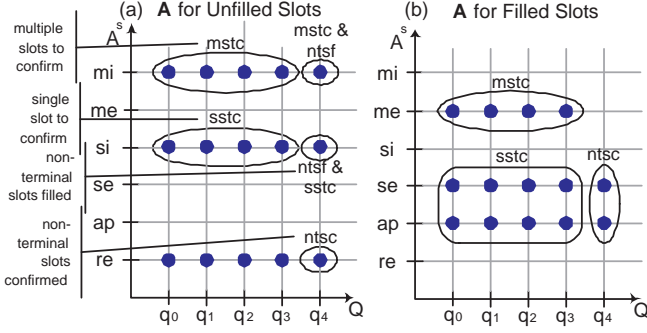 (a) A for Unfilled Slots
(b) A for Filled Slots
multiple
slots to
confirm
single
slot to
confirm
non-
terminal
slots filled
non-
terminal
slots
confirmed
A^s
mi
me
si
se
ap
re
mstc
mstc &
ntsf
sstc
ntsf &
sstc
ntsc
q0 q1 q2 q3 q4 Q
A^s
mi
me
si
se
ap
re
mstc
sstc
ntsc
q0 q1 q2 q3 q4 Q